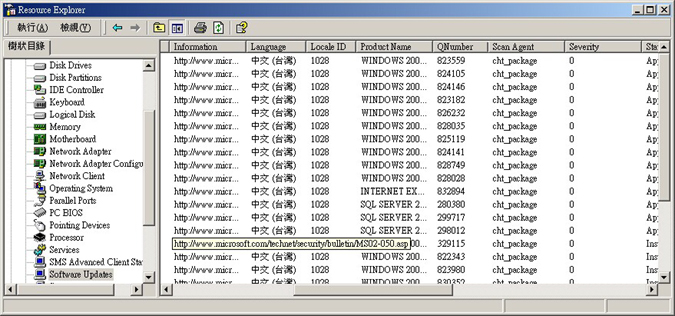 Resource Explorer
執行(A) 檢視(V)
樹狀目錄
Disk Drives
Disk Partitions
IDE Controller
Keyboard
Logical Disk
Memory
Motherboard
Network Adapter
Network Adapter Configu
Network Client
Operating System
Parallel Ports
PC BIOS
Pointing Devices
Processor
Services
SMS Advanced Client Sta
Software Updates
Information Language Locale ID Product Name QNumber Scan Agent Severity Sta
http://www.micr... 中文 (台灣) 1028 WINDOWS 200... 823559 cht_package 0 Ap
http://www.micr... 中文 (台灣) 1028 WINDOWS 200... 824105 cht_package 0 Ap
http://www.micr... 中文 (台灣) 1028 WINDOWS 200... 824146 cht_package 0 Ap
http://www.micr... 中文 (台灣) 1028 WINDOWS 200... 823182 cht_package 0 Ap
http://www.micr... 中文 (台灣) 1028 WINDOWS 200... 826232 cht_package 0 Ap
http://www.micr... 中文 (台灣) 1028 WINDOWS 200... 828035 cht_package 0 Ap
http://www.micr... 中文 (台灣) 1028 WINDOWS 200... 825119 cht_package 0 Ap
http://www.micr... 中文 (台灣) 1028 WINDOWS 200... 824141 cht_package 0 Ap
http://www.micr... 中文 (台灣) 1028 WINDOWS 200... 828749 cht_package 0 Ap
http://www.micr... 中文 (台灣) 1028 WINDOWS 200... 828028 cht_package 0 Ap
http://www.micr... 中文 (台灣) 1028 INTERNET EX... 832894 cht_package 0 Ap
http://www.micr... 中文 (台灣) 1028 SQL SERVER 2... 280380 cht_package 0 Ap
http://www.micr... 中文 (台灣) 1028 SQL SERVER 2... 299717 cht_package 0 Ap
http://www.micr... 中文 (台灣) 1028 SQL SERVER 2... 298012 cht_package 0 Ap
http://www.microsoft.com/technet/security/bulletin/MS02-050.asp 00... 329115 cht_package 0 Ins
http://www.micr... 中文 (台灣) 1028 WINDOWS 200... 822343 cht_package 0 Ins
http://www.micr... 中文 (台灣) 1028 WINDOWS 200... 823980 cht_package 0 Ins
http://www.micr... 中文 (台灣) 1028 WINDOWS 200... 830352 cht_package 0 Ins